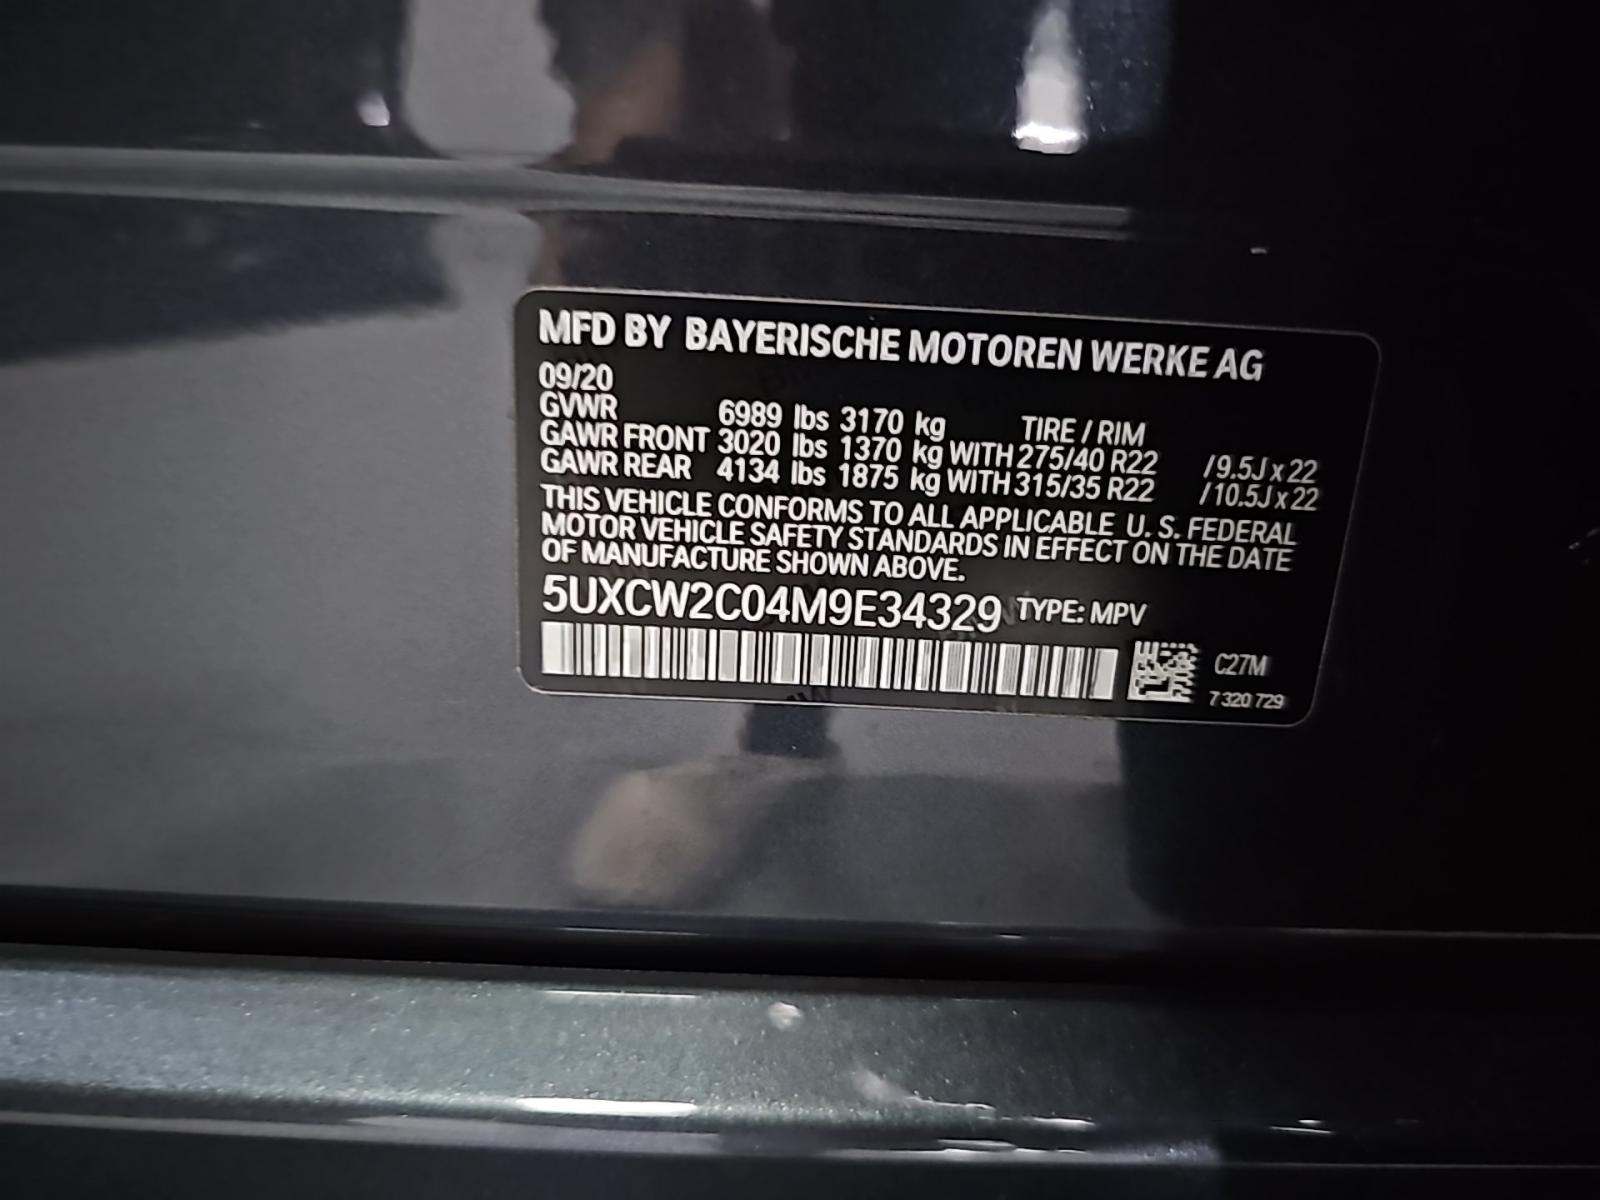 MFD BY BAYERISCHE MOTOREN WERKE AG
09/20
GVWR 6989 lbs 3170 kg TIRE / RIM
GAWR FRONT 3020 lbs 1370 kg WITH 275/40 R22 /9.5J x 22
GAWR REAR 4134 lbs 1875 kg WITH 315/35 R22 /10.5J x 22
THIS VEHICLE CONFORMS TO ALL APPLICABLE U. S. FEDERAL
MOTOR VEHICLE SAFETY STANDARDS IN EFFECT ON THE DATE
OF MANUFACTURE SHOWN ABOVE.
5UXCW2C04M9E34329 TYPE: MPV
C27M
7 320 729